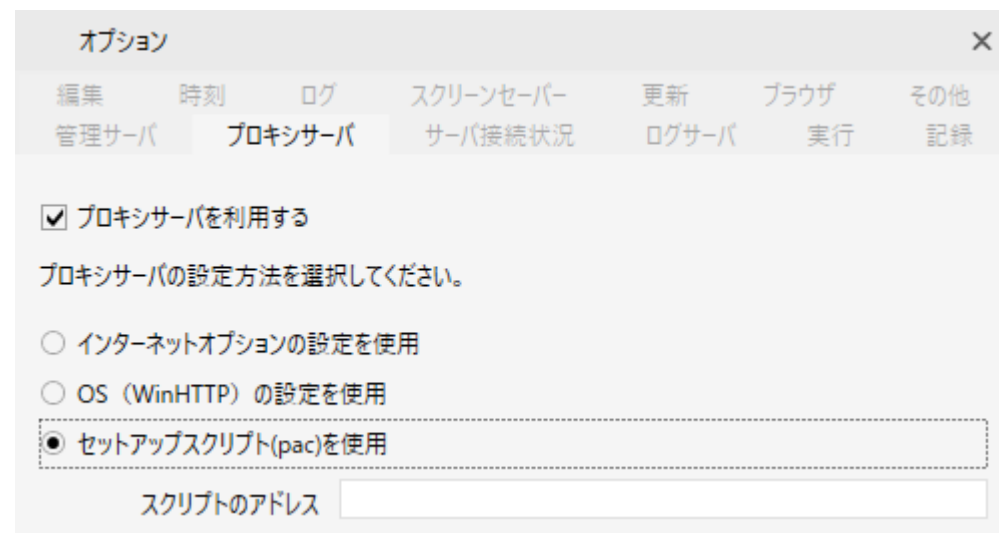 オプション
編集 時刻 ログ スクリーンセーバー 更新 ブラウザ その他
管理サーバ プロキシサーバ サーバ接続状況 ログサーバ 実行 記録
プロキシサーバを利用する
プロキシサーバの設定方法を選択してください。
インターネットオプションの設定を使用
OS（WinHTTP）の設定を使用
セットアップスクリプト(pac)を使用
スクリプトのアドレス